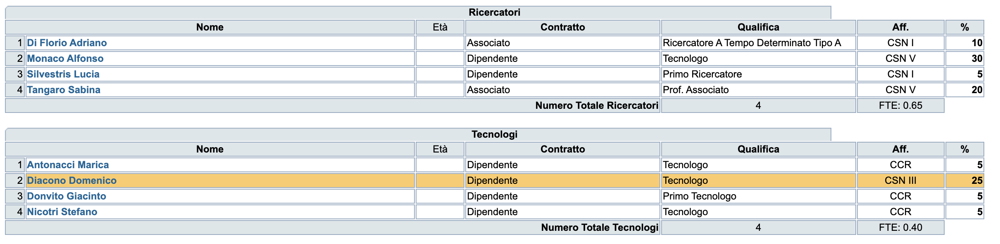 Ricercatori
Nome Età Contratto Qualifica Aff. %
1 Di Florio Adriano Associato Ricercatore A Tempo Determinato Tipo A CSN I 10
2 Monaco Alfonso Dipendente Tecnologo CSN V 30
3 Silvestris Lucia Dipendente Primo Ricercatore CSN I 5
4 Tangaro Sabina Associato Prof. Associato CSN V 20
Numero Totale Ricercatori 4 FTE: 0.65
Tecnologi
Nome Età Contratto Qualifica Aff. %
1 Antonacci Marica Dipendente Tecnologo CCR 5
2 Diacono Domenico Dipendente Tecnologo CSN III 25
3 Donvito Giacinto Dipendente Primo Tecnologo CCR 5
4 Nicotri Stefano Dipendente Tecnologo CCR 5
Numero Totale Tecnologi 4 FTE: 0.40